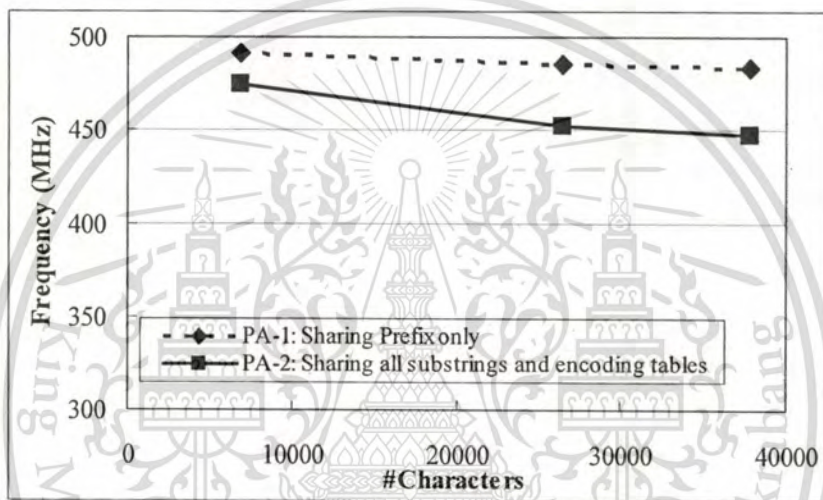 500
450
400
350
300
Frequency (MHz)
PA-1: Sharing Prefix only
PA-2: Sharing all substrings and encoding tables
0
10000
20000
30000
40000
#Characters
King M